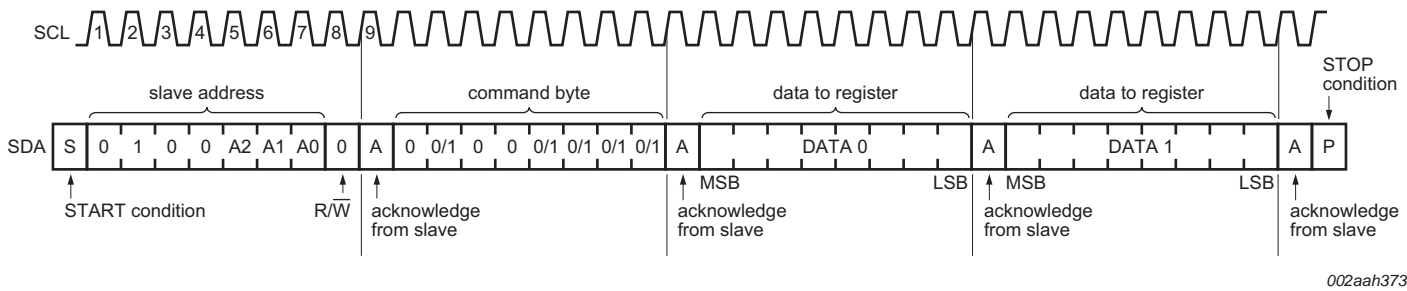 SCL 1 2 3 4 5 6 7 8 9
STOP
condition
slave address command byte data to register data to register
SDA S 0 1 0 0 A2 A1 A0 0 A 0 0/1 0 0 0/1 0/1 0/1 0/1 A DATA 0 A DATA 1 A P
MSB LSB MSB LSB
START condition R/W̅ acknowledge acknowledge acknowledge acknowledge
from slave from slave from slave from slave
002aah373